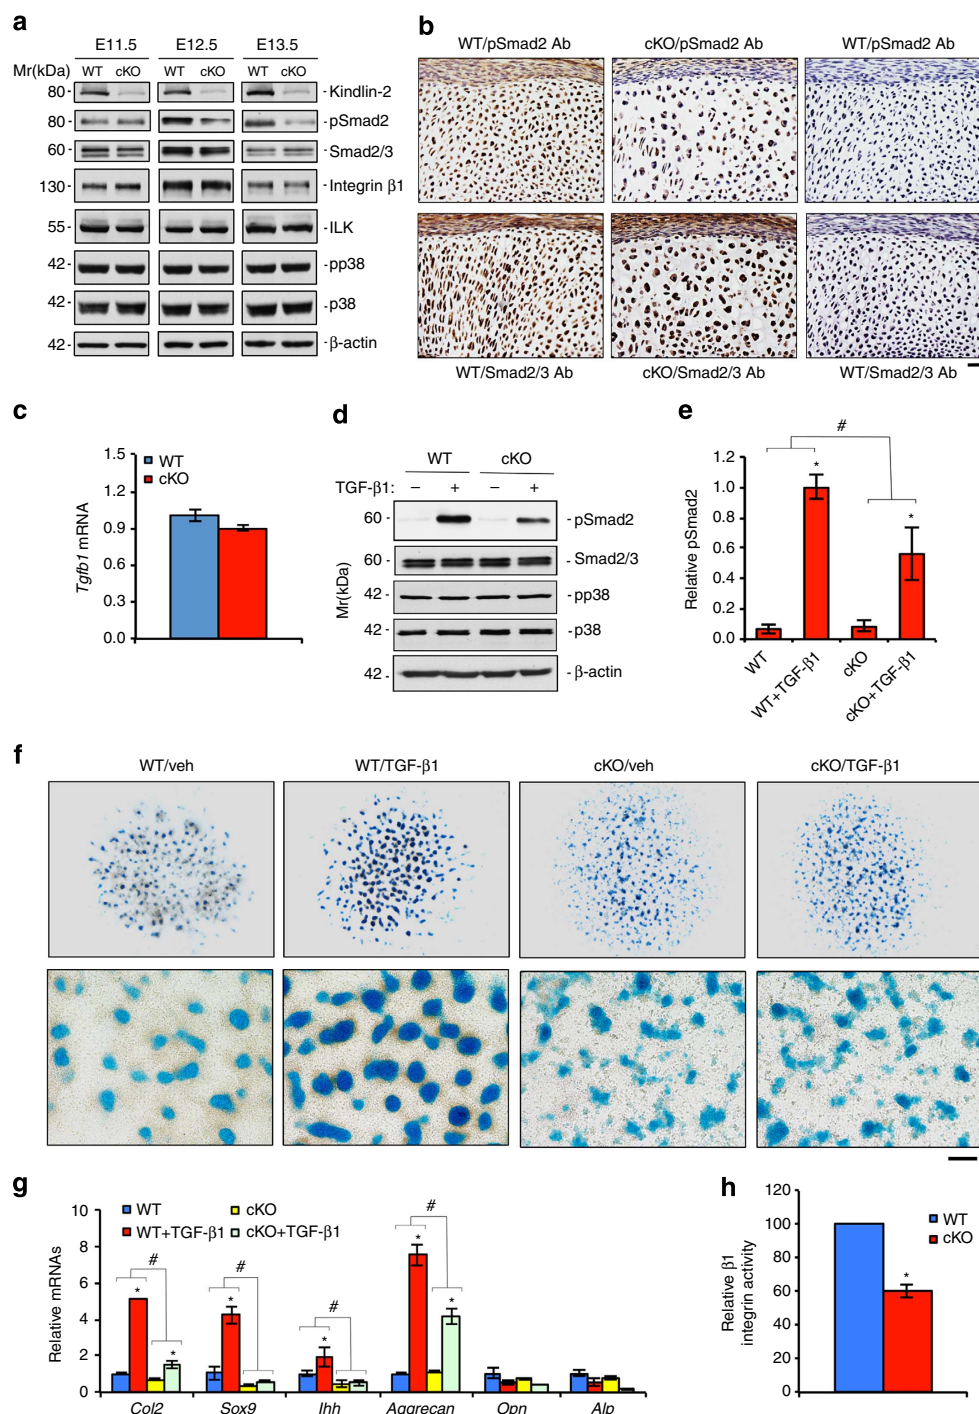 a
E11.5 E12.5 E13.5
Mr(kDa) WT cKO WT cKO WT cKO
80 - - Kindlin-2
80 - - pSmad2
60 - - Smad2/3
130 - - Integrin β1
55 - - ILK
42 - - pp38
42 - - p38
42 - - β-actin
b
WT/pSmad2 Ab cKO/pSmad2 Ab WT/pSmad2 Ab
WT/Smad2/3 Ab cKO/Smad2/3 Ab WT/Smad2/3 Ab
c
1.5
1.2
0.9
0.6
0.3
0.0
Tgfb1 mRNA
WT
cKO
d
WT cKO
TGF-β1: – + – +
Mr(kDa)
60 - - pSmad2
60 - - Smad2/3
42 - - pp38
42 - - p38
42 - - β-actin
e
#
1.2
1.0
0.8
0.6
0.4
0.2
0.0
Relative pSmad2
* *
WT WT+TGF-β1 cKO cKO+TGF-β1
f
WT/veh WT/TGF-β1 cKO/veh cKO/TGF-β1
g
WT cKO
WT+TGF-β1 cKO+TGF-β1
10
8
6
4
2
0
Relative mRNAs
# # # #
* * * * * *
Col2 Sox9 Ihh Aggrecan Opn Alp
h
120
100
80
60
40
20
0
Relative β1
integrin activity
WT
cKO
*